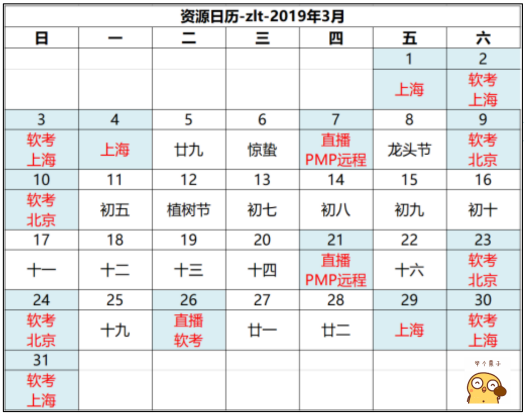 资源日历-zlt-2019年3月
日 一 二 三 四 五 六
1 2
上海 软考 上海
3 4 5 6 7 8 9
软考 上海 上海 廿九 惊蛰 直播 PMP远程 龙头节 软考 北京
10 11 12 13 14 15 16
软考 北京 初五 植树节 初七 初八 初九 初十
17 18 19 20 21 22 23
十一 十二 十三 十四 直播 PMP远程 十六 软考 北京
24 25 26 27 28 29 30
软考 北京 十九 直播 软考 廿一 廿二 上海 软考 上海
31
软考 上海